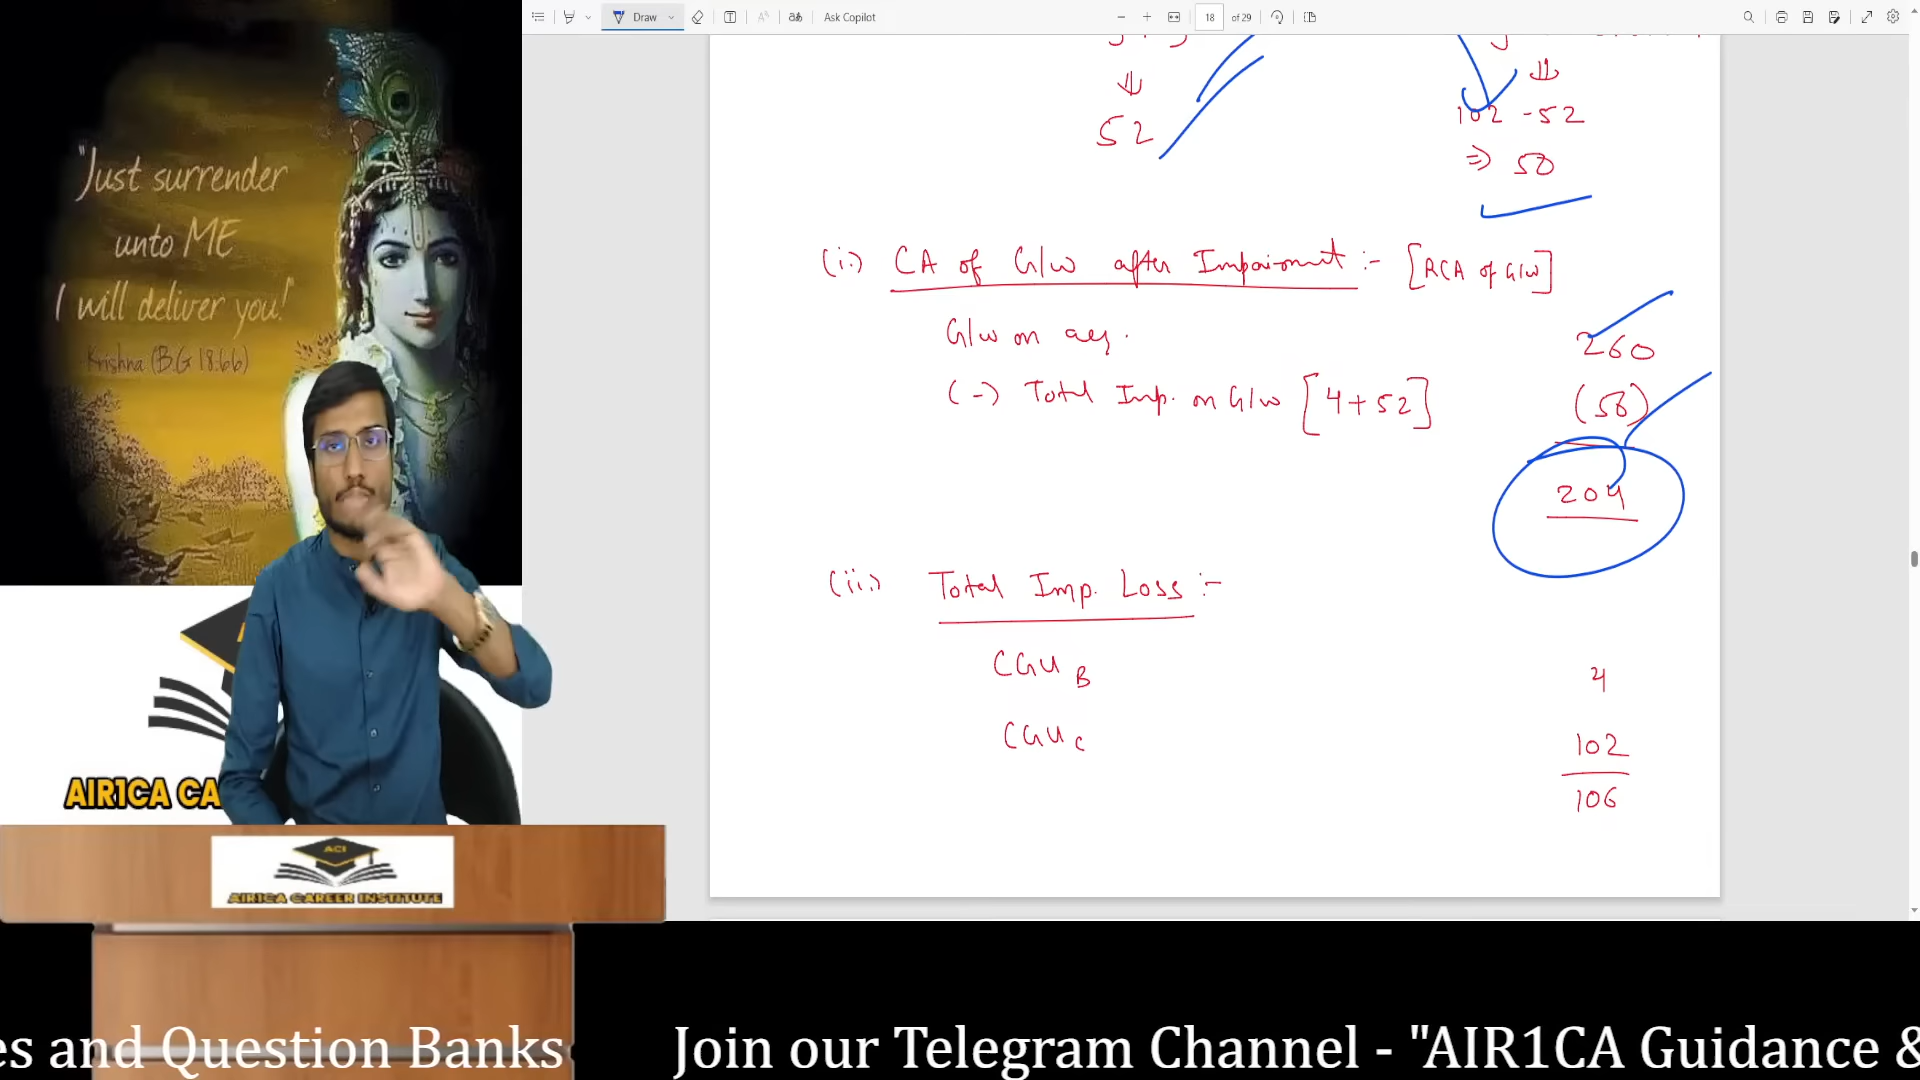 Draw
Ask Copilot
18 of 29
"Just surrender
unto ME
I will deliver you!"
- Krishna (B.G 18.66)
52
102 - 52
⇒ 50
(i.) CA of G/w after Impairment :- [RCA of G/w]
G/w on acq. 260
(-) Total Imp. on G/w [4+52] (56)
204
(ii.) Total Imp. Loss :-
CGU B 4
CGU C 102
106
AIR1CA CA
ACI
AIR1CA CAREER INSTITUTE
es and Question Banks Join our Telegram Channel - "AIR1CA Guidance &